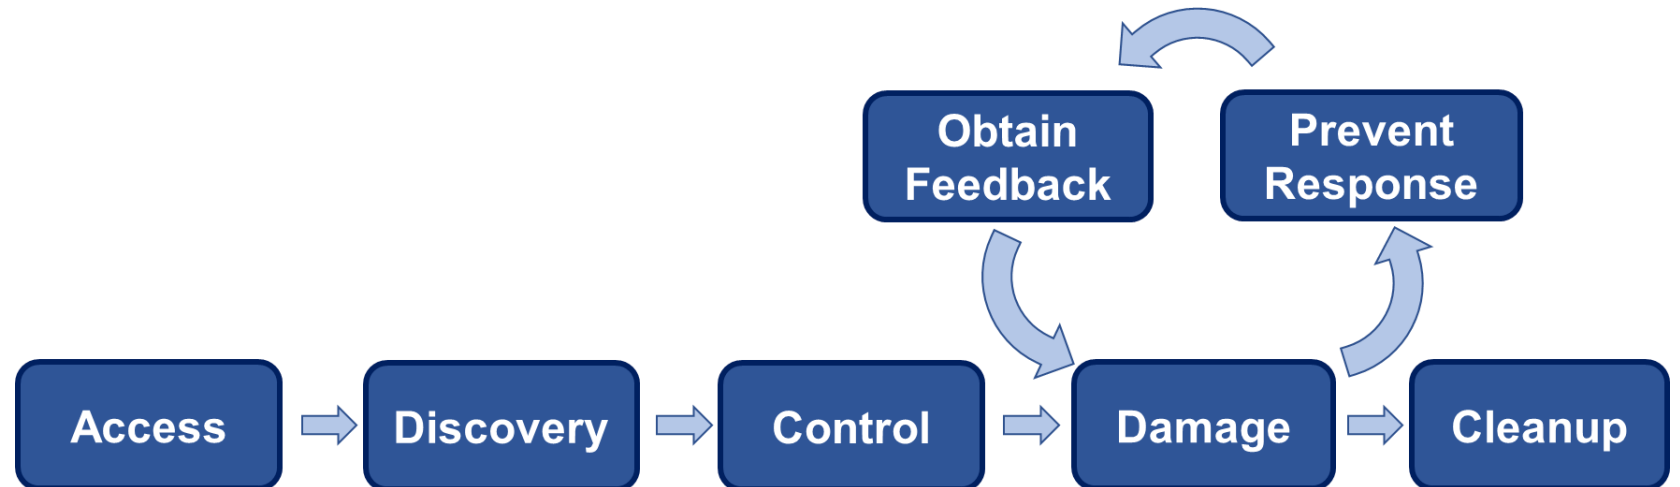 Obtain
Feedback
Prevent
Response
Access
Discovery
Control
Damage
Cleanup